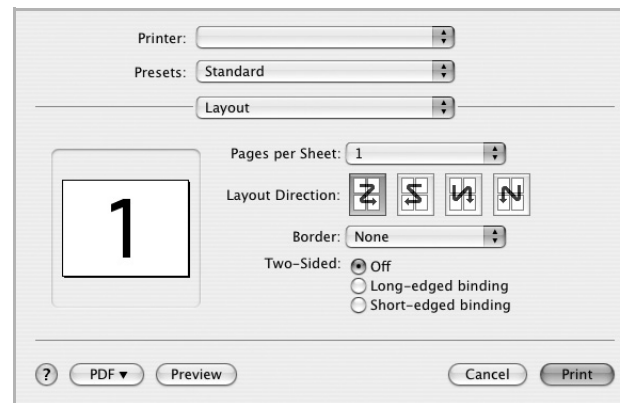 Printer:
Presets: Standard
Layout
Pages per Sheet: 1
Layout Direction:
1
Border: None
Two-Sided: Off
Long-edged binding
Short-edged binding
? PDF▼ Preview Cancel Print